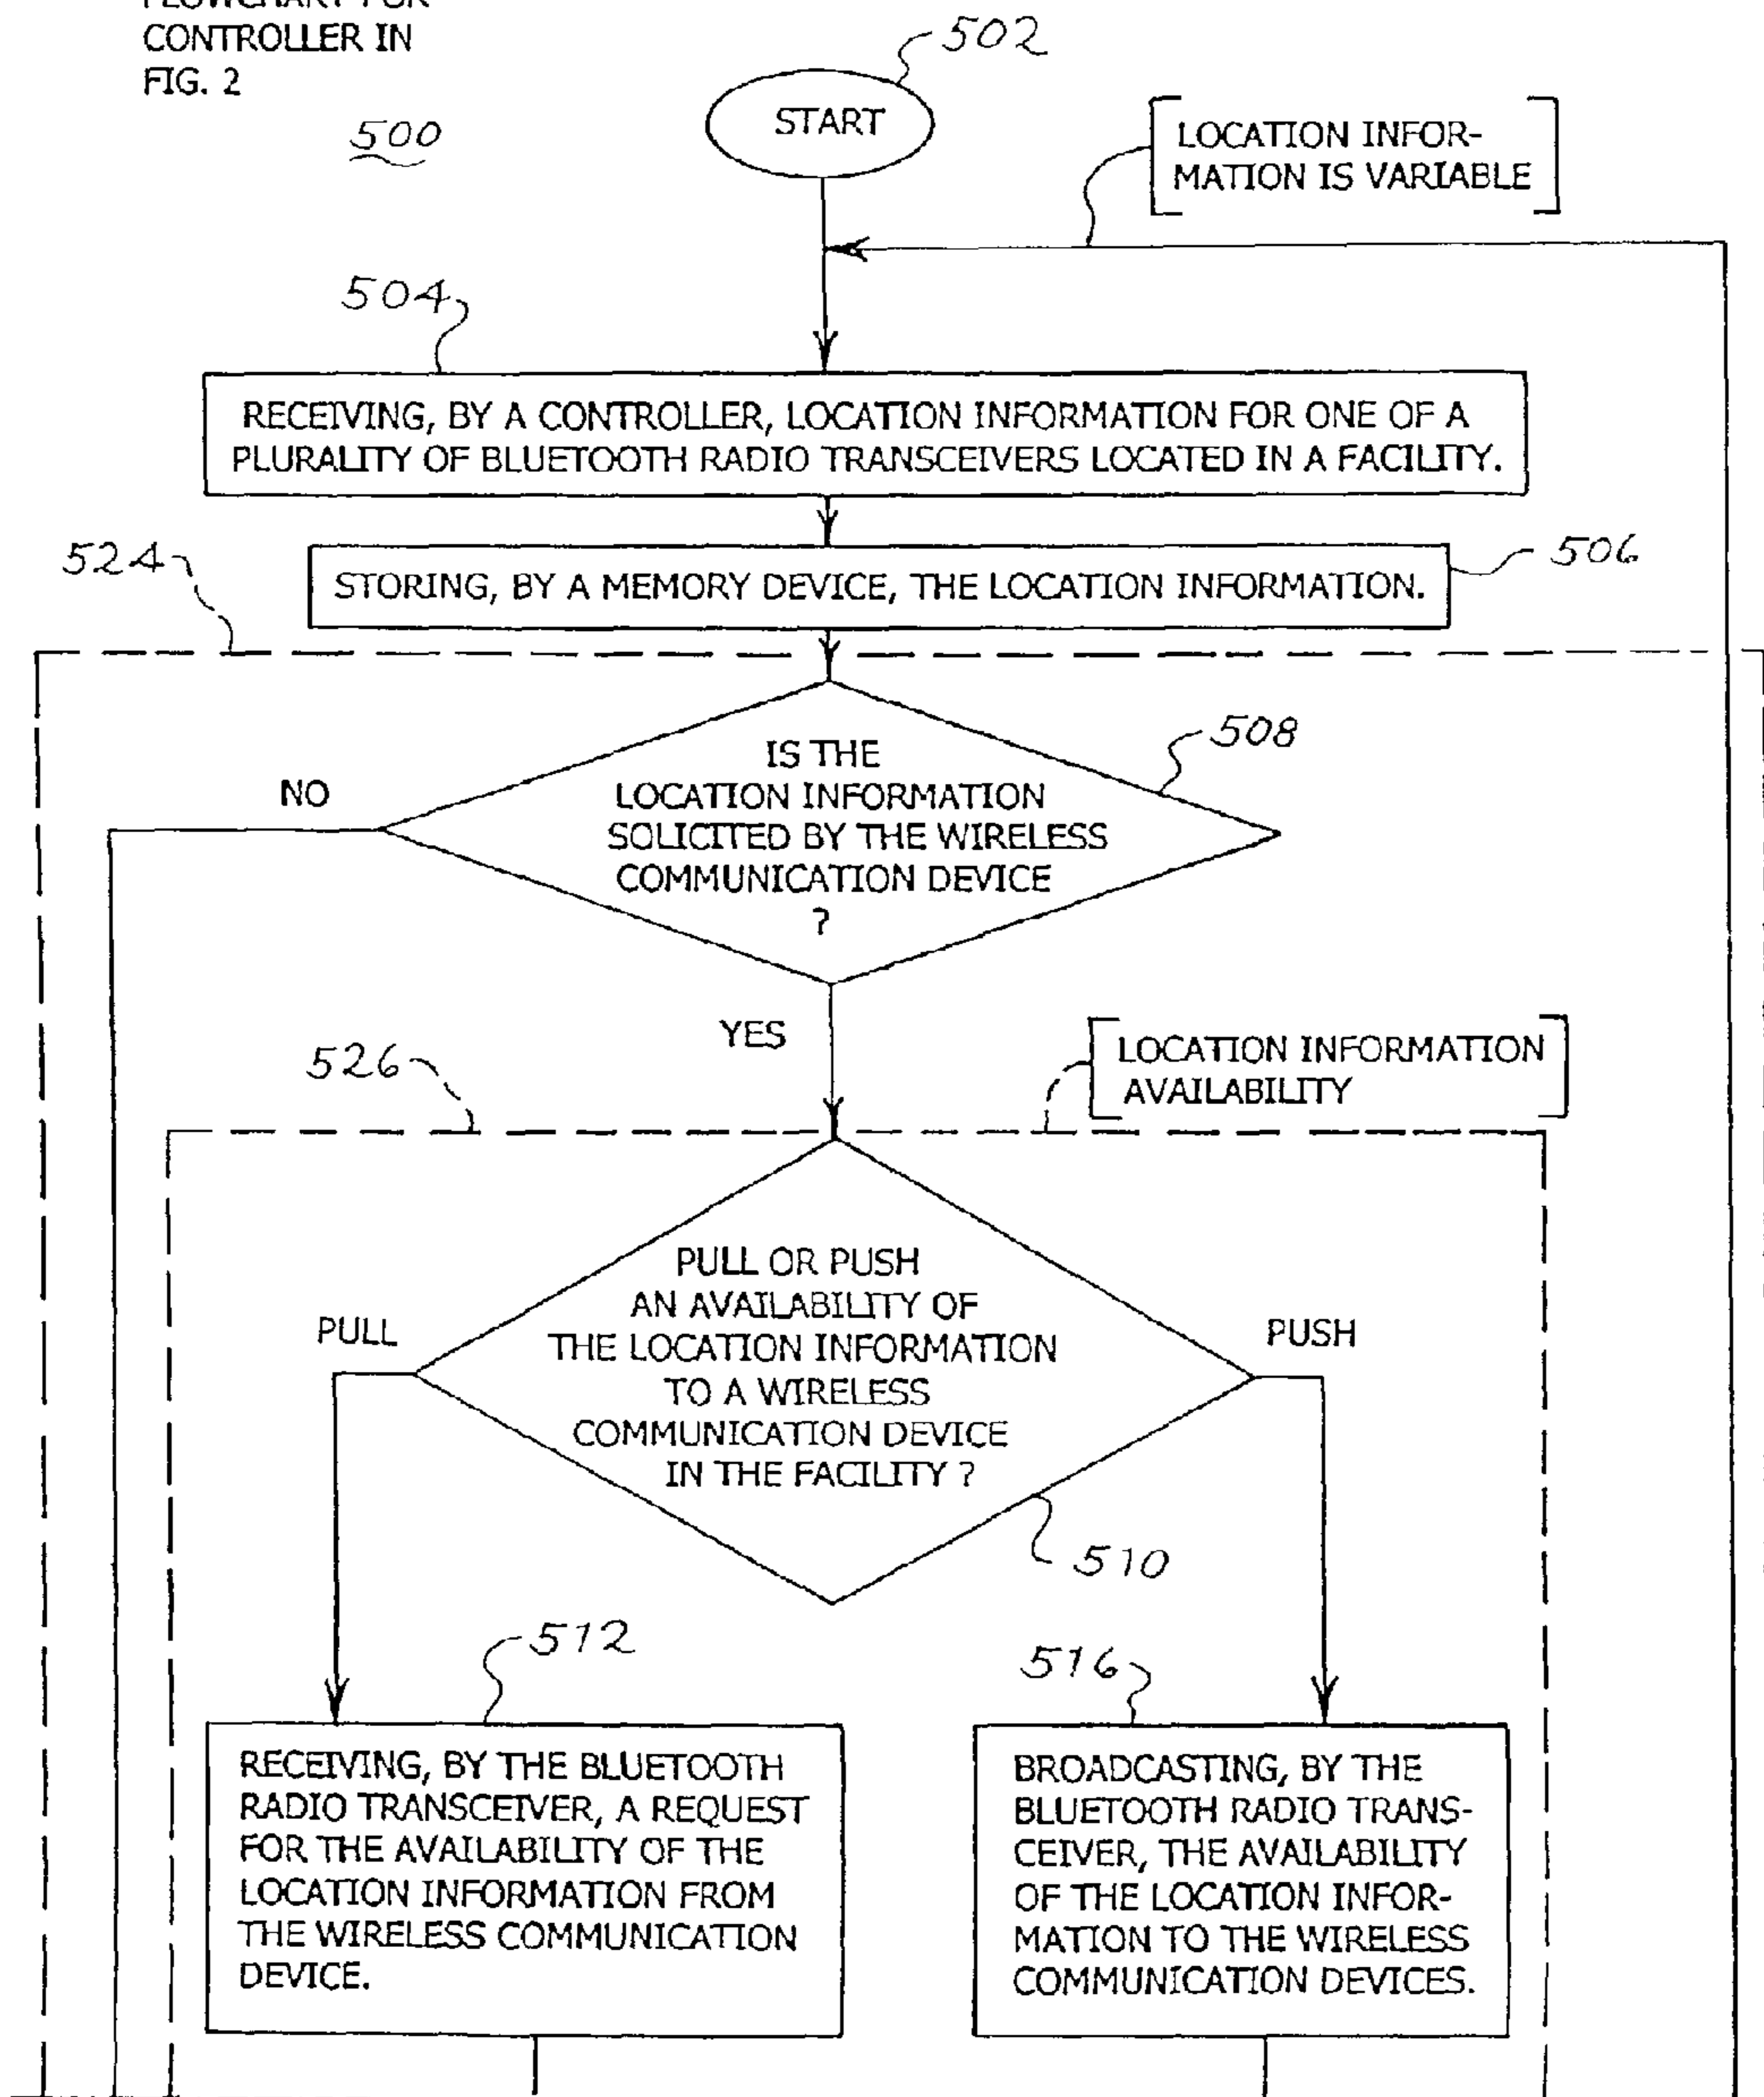 FLOWCHART FOR
CONTROLLER IN
FIG. 2
500
502
START
LOCATION INFOR-
MATION IS VARIABLE
504
RECEIVING, BY A CONTROLLER, LOCATION INFORMATION FOR ONE OF A
PLURALITY OF BLUETOOTH RADIO TRANSCEIVERS LOCATED IN A FACILITY.
524
506
STORING, BY A MEMORY DEVICE, THE LOCATION INFORMATION.
508
NO
IS THE
LOCATION INFORMATION
SOLICITED BY THE WIRELESS
COMMUNICATION DEVICE
?
YES
526
LOCATION INFORMATION
AVAILABILITY
PULL
PULL OR PUSH
AN AVAILABILITY OF
THE LOCATION INFORMATION
TO A WIRELESS
COMMUNICATION DEVICE
IN THE FACILITY ?
PUSH
510
512
516
RECEIVING, BY THE BLUETOOTH
RADIO TRANSCEIVER, A REQUEST
FOR THE AVAILABILITY OF THE
LOCATION INFORMATION FROM
THE WIRELESS COMMUNICATION
DEVICE.
BROADCASTING, BY THE
BLUETOOTH RADIO TRANS-
CEIVER, THE AVAILABILITY
OF THE LOCATION INFOR-
MATION TO THE WIRELESS
COMMUNICATION DEVICES.